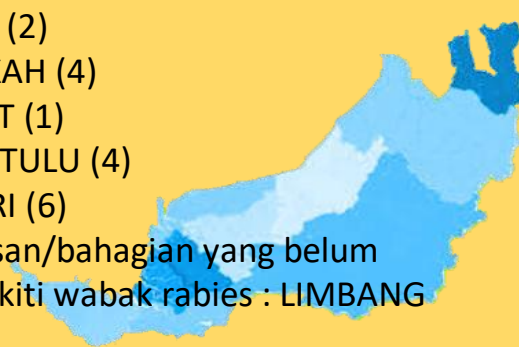 (2)
AH (4)
T (1)
TULU (4)
RI (6)
san/bahagian yang belum
kiti wabak rabies : LIMBANG